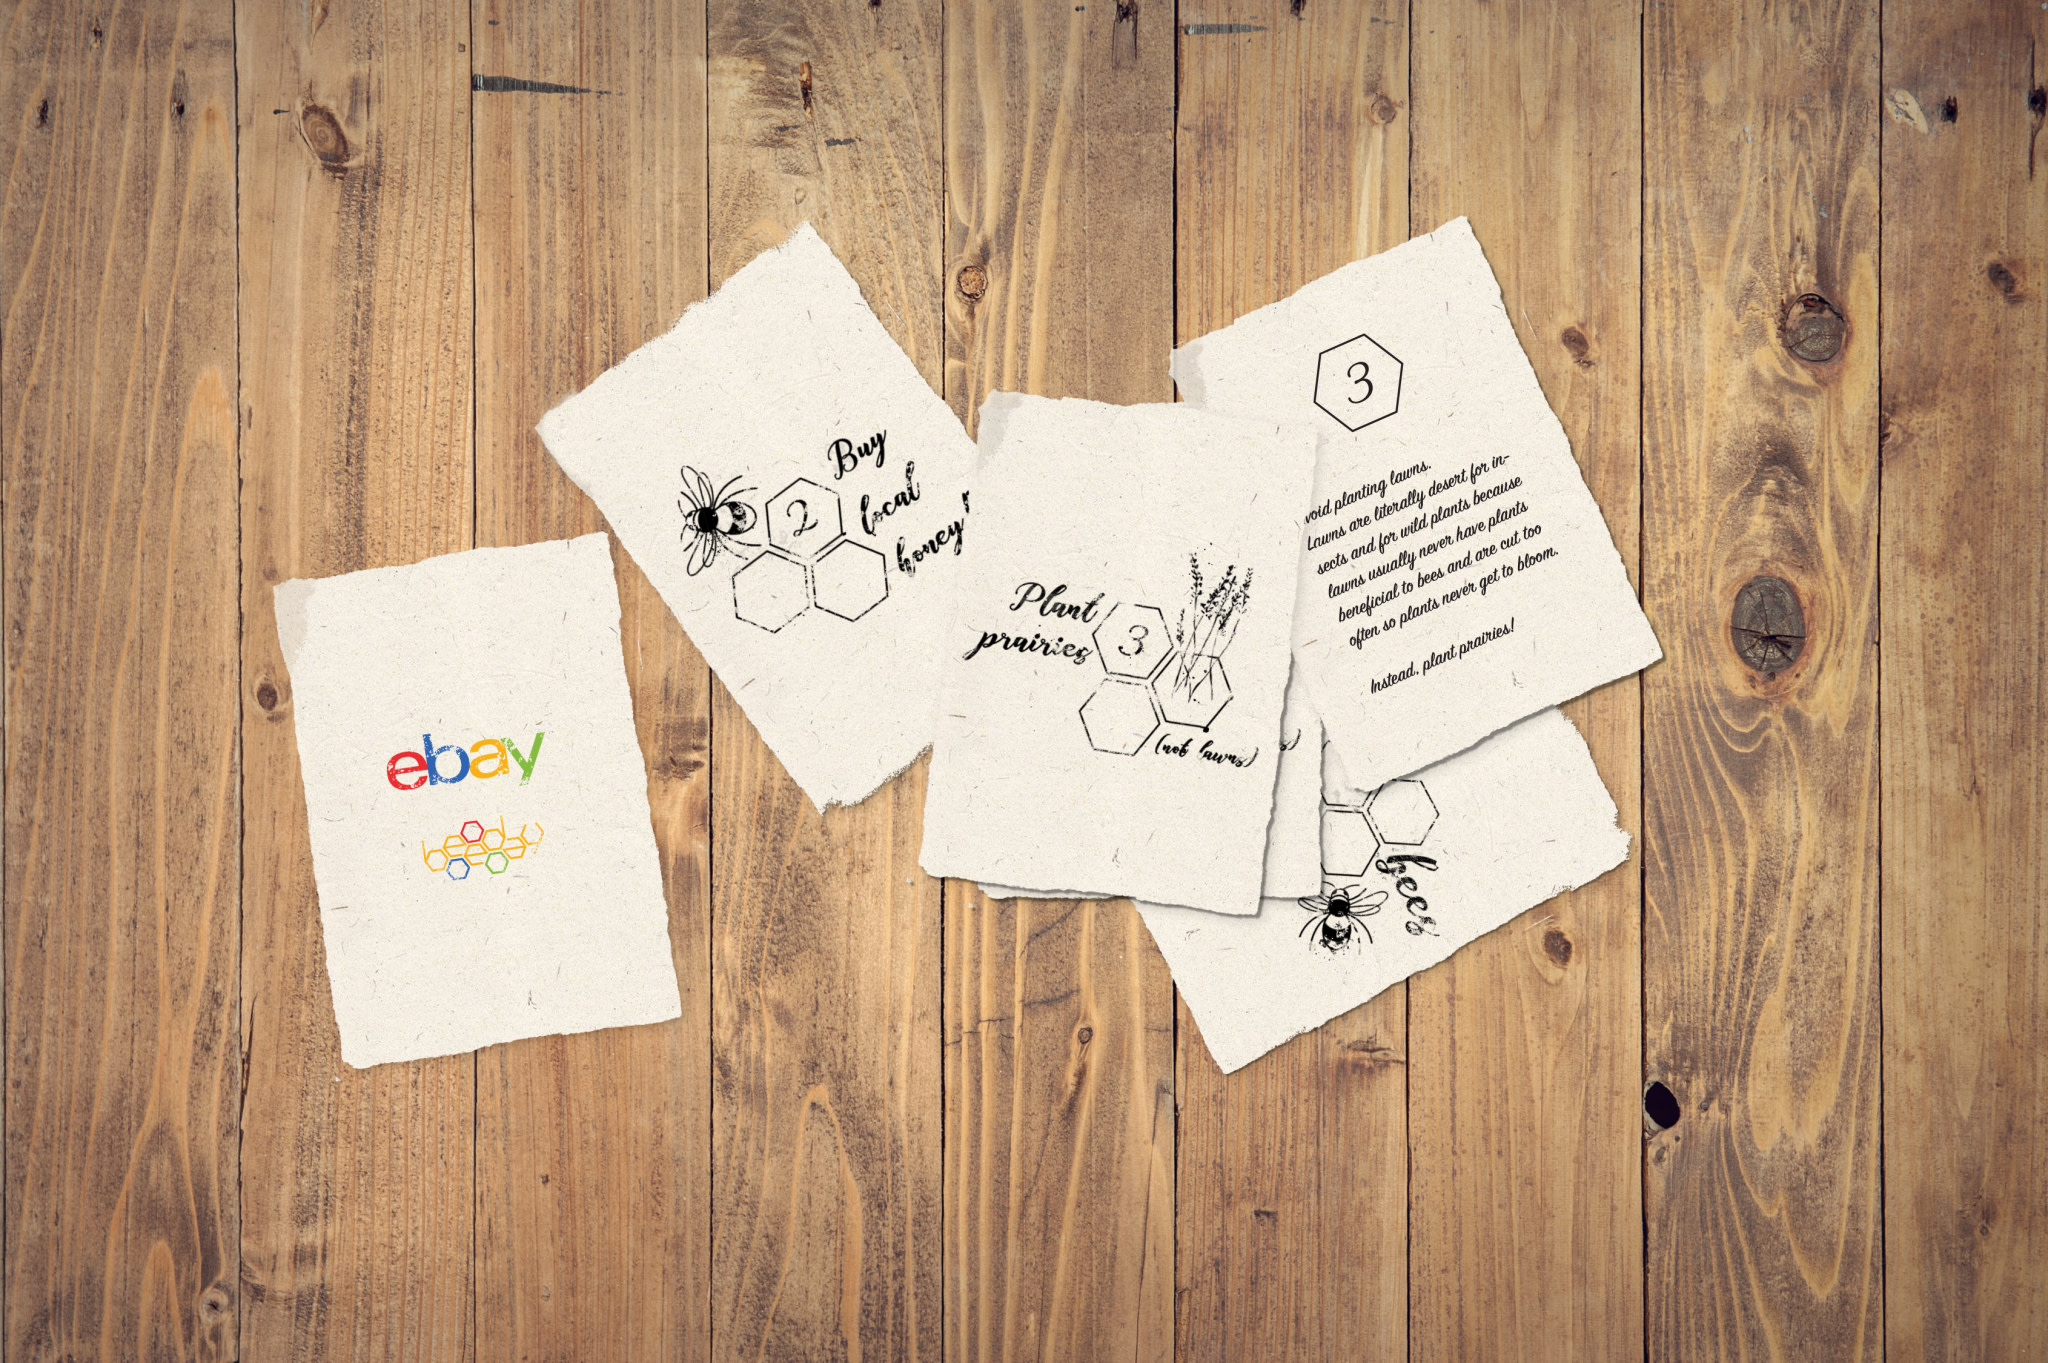 ebay
Buy
local
honey!
2
Plant
prairies
3
(not lawns)
s)
3
void planting lawns.
Lawns are literally desert for in-
sects and for wild plants because
lawns usually never have plants
beneficial to bees and are cut too
often so plants never get to bloom.
Instead, plant prairies!
bees